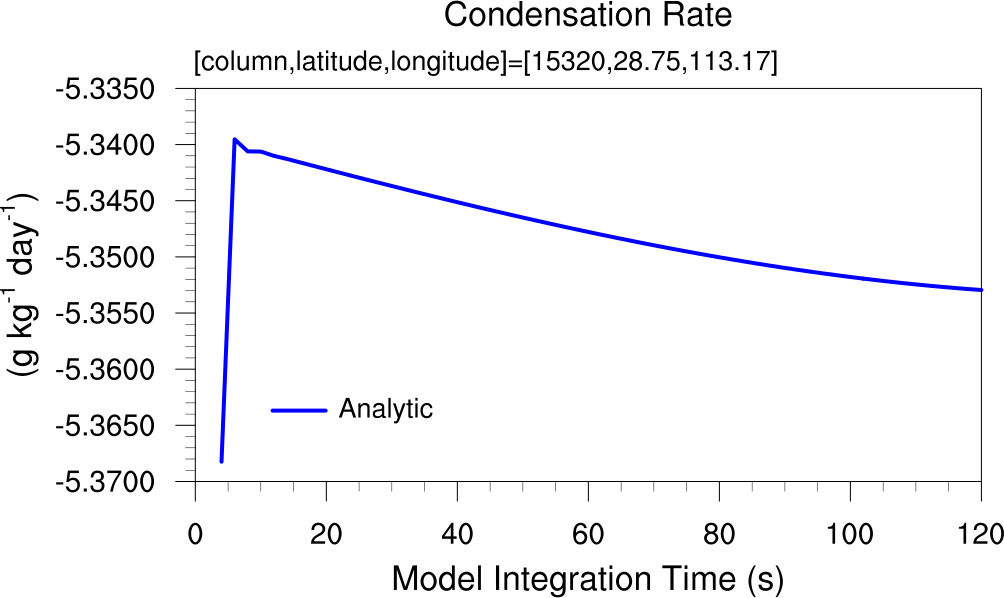 Condensation Rate
[column,latitude,longitude]=[15320,28.75,113.17]
-5.3350
-5.3400
-5.3450
-5.3500
-5.3550
-5.3600
-5.3650
-5.3700
(g kg-1 day-1)
Analytic
0 20 40 60 80 100 120
Model Integration Time (s)